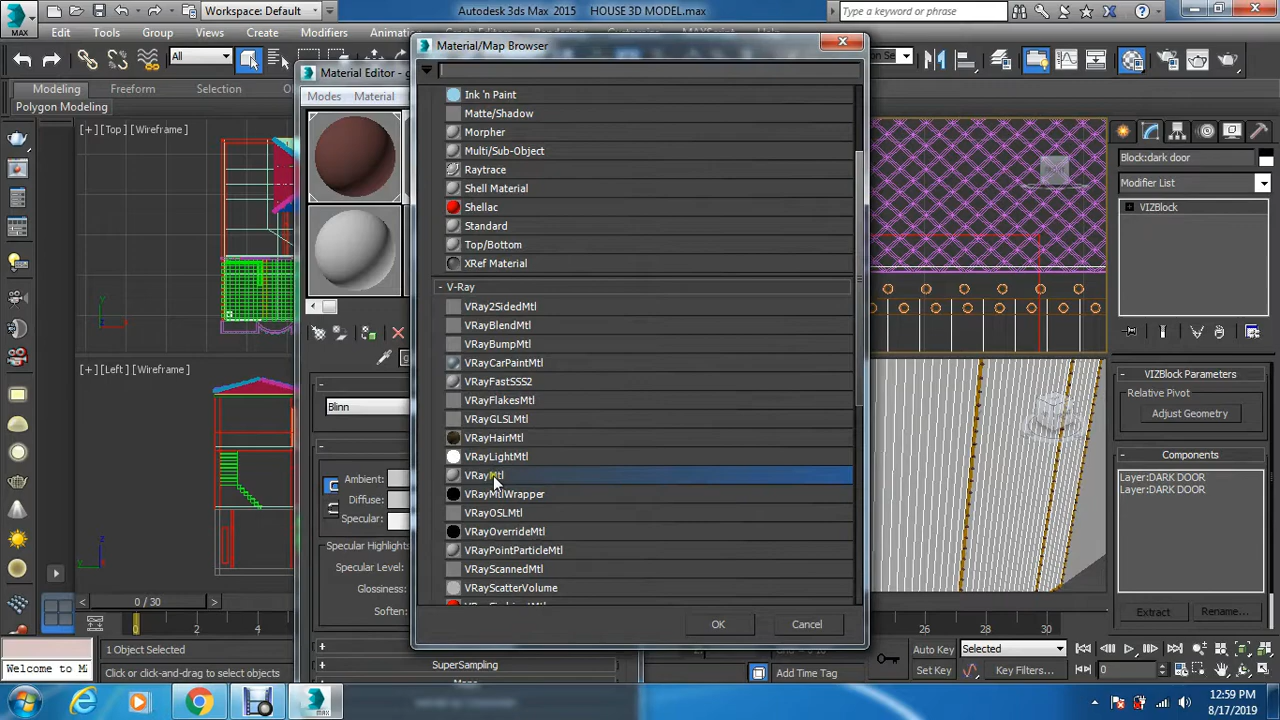 Workspace: Default
Autodesk 3ds Max 2015
HOUSE 3D MODEL.max
Type a keyword or phrase
MAX
Edit
Tools
Group
Views
Create
Modifiers
All
Modeling
Freeform
Selection
Polygon Modeling
Material Editor - g
Modes
Material
Material/Map Browser
Ink 'n Paint
Matte/Shadow
Morpher
Multi/Sub-Object
Raytrace
Shell Material
Shellac
Standard
Top/Bottom
XRef Material
- V-Ray
VRay2SidedMtl
VRayBlendMtl
VRayBumpMtl
VRayCarPaintMtl
VRayFastSSS2
VRayFlakesMtl
VRayGLSLMtl
VRayHairMtl
VRayLightMtl
VRayMtl
VRayMtlWrapper
VRayOSLMtl
VRayOverrideMtl
VRayPointParticleMtl
VRayScannedMtl
VRayScatterVolume
OK
Cancel
[+] [Top] [Wireframe]
[+] [Left] [Wireframe]
Blinn
Ambient:
Diffuse:
Specular:
Specular Highlights
Specular Level:
Glossiness:
Soften:
SuperSampling
Block:dark door
Modifier List
VIZBlock
VIZBlock Parameters
Relative Pivot
Adjust Geometry
Components
Layer:DARK DOOR
Layer:DARK DOOR
Extract
Rename...
0 / 30
0
2
4
26
28
30
Welcome to M
1 Object Selected
Click or click-and-drag to select objects
Add Time Tag
Auto Key
Selected
Set Key
Key Filters...
0
12:59 PM
8/17/2019